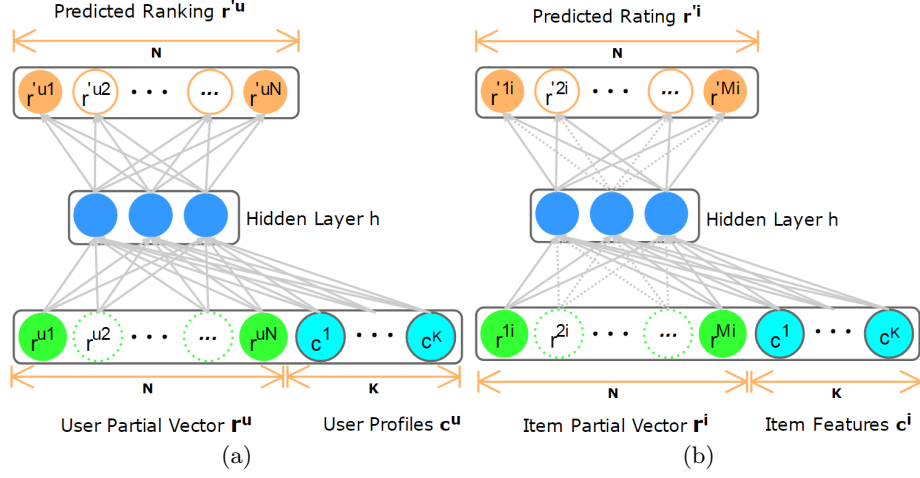 Predicted Ranking r'u
N
r'u1 r'u2 • • • ... r'uN
Hidden Layer h
ru1 ru2 • • • ... ruN c1 • • • cK
N K
User Partial Vector ru User Profiles cu
(a)
Predicted Rating r'i
N
r'1i r'2i • • • ... r'Mi
Hidden Layer h
r1i r2i • • • ... rMi c1 • • • cK
N K
Item Partial Vector ri Item Features ci
(b)